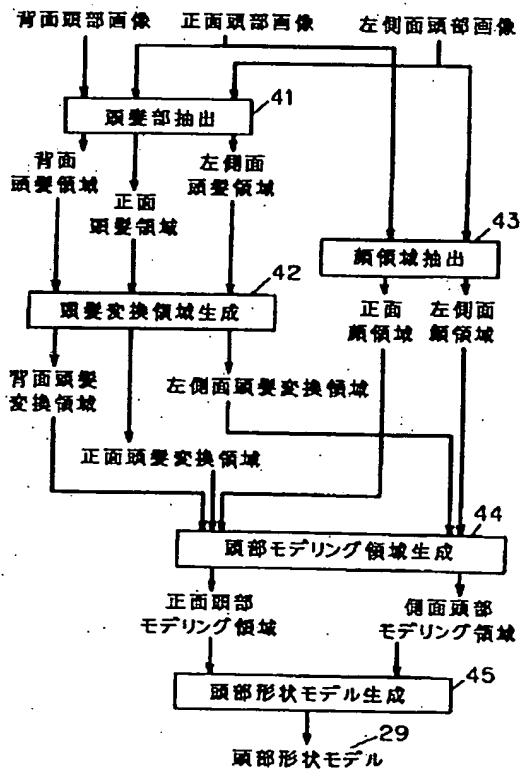 背面頭部画像 正面頭部画像 左側面頭部画像
41
頭髪部抽出
背面
頭髪領域
左側面
頭髪領域
正面
頭髪領域
43
顔領域抽出
42
頭髪変換領域生成
正面
顔領域
左側面
顔領域
背面頭髪
変換領域
左側面頭髪変換領域
正面頭髪変換領域
44
頭部モデリング領域生成
正面頭部
モデリング領域
側面頭部
モデリング領域
45
頭部形状モデル生成
29
頭部形状モデル